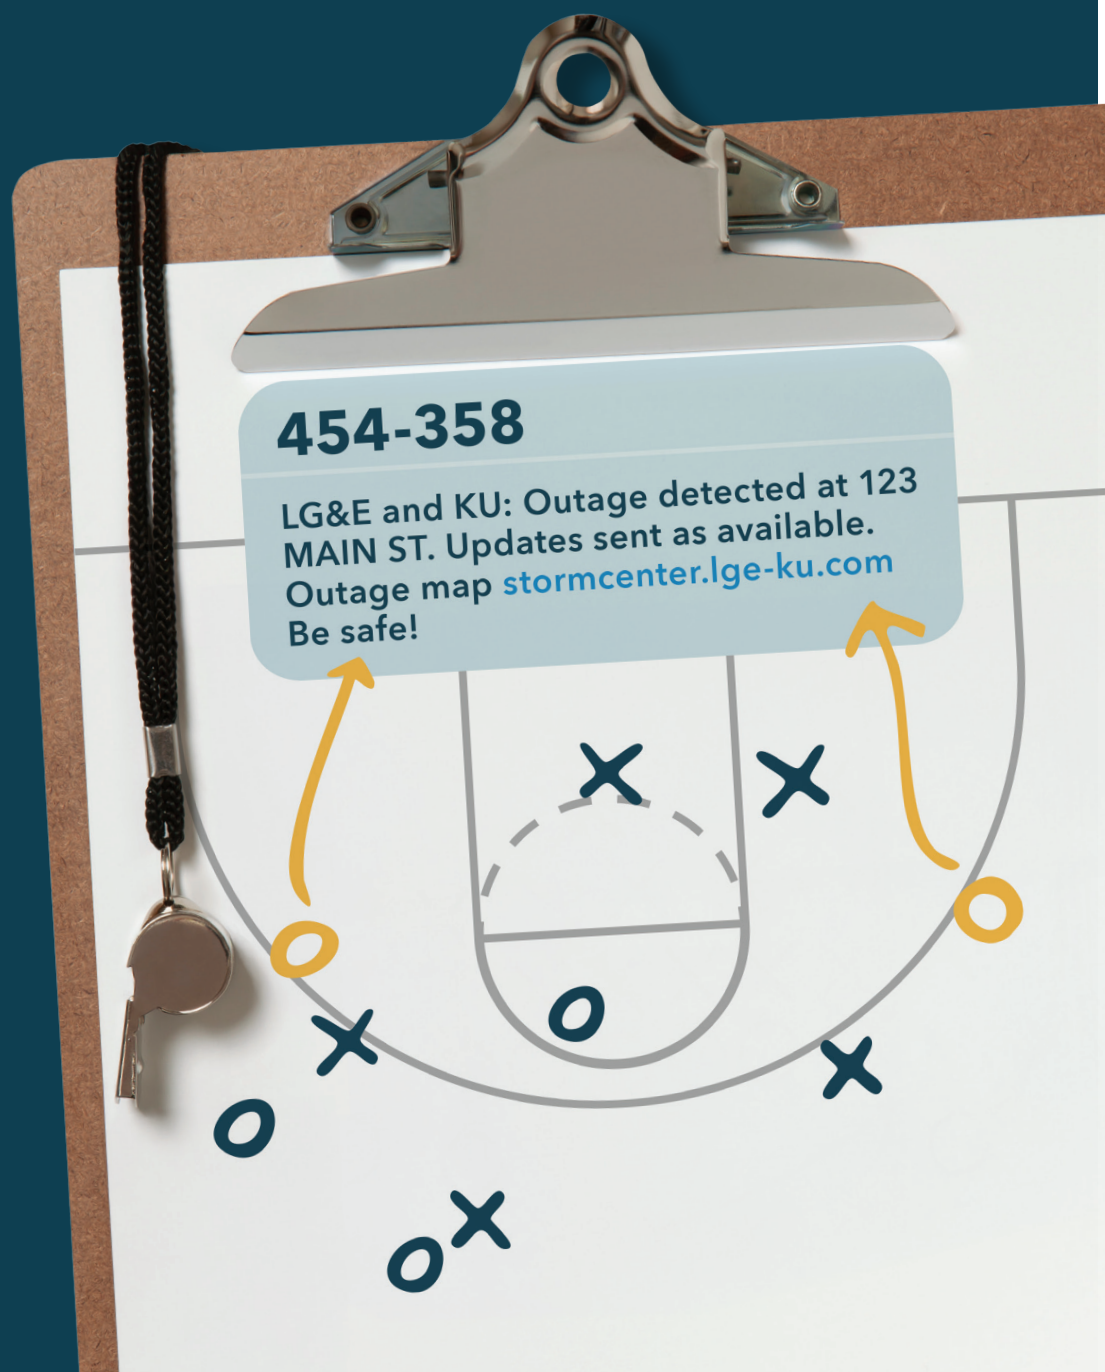 454-358
LG&E and KU: Outage detected at 123
MAIN ST. Updates sent as available.
Outage map stormcenter.lge-ku.com
Be safe!